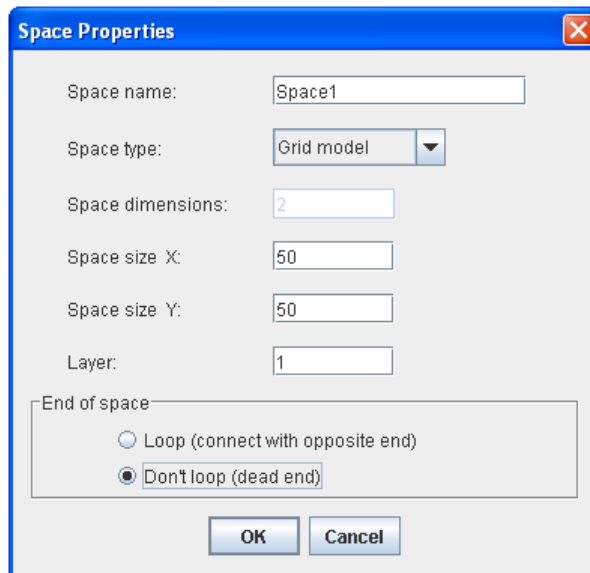 Space Properties
Space name: Space1
Space type: Grid model
Space dimensions: 2
Space size X: 50
Space size Y: 50
Layer: 1
End of space
Loop (connect with opposite end)
Don't loop (dead end)
OK Cancel